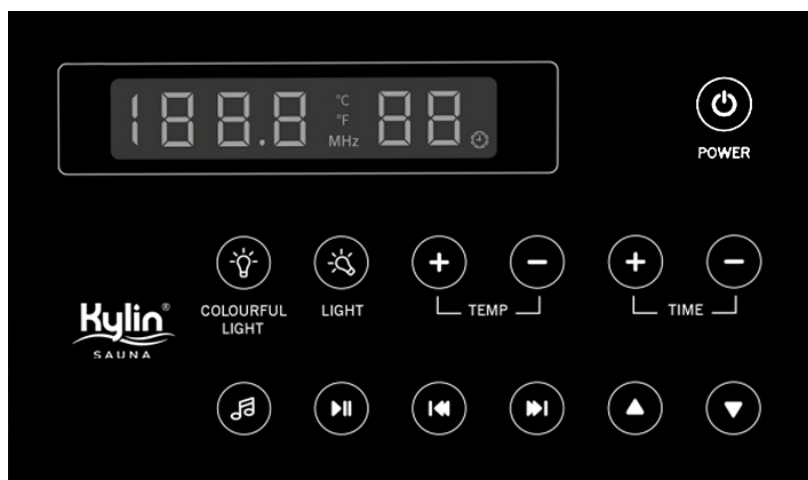 188.8 °C 88
°F
MHz
POWER
COLOURFUL
LIGHT
LIGHT
TEMP
TIME
Kylin®
SAUNA